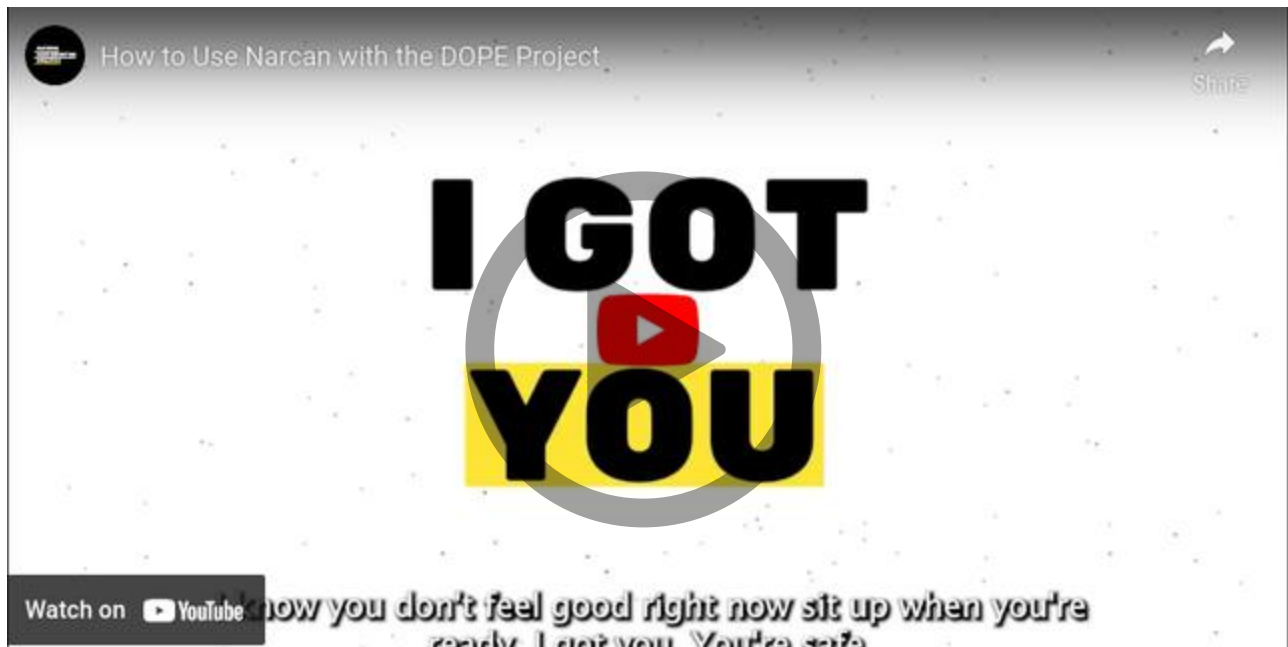 How to Use Narcan with the DOPE Project
Share
I GOT
YOU
know you don't feel good right now sit up when you're
ready. I got you. You're safe
Watch on YouTube